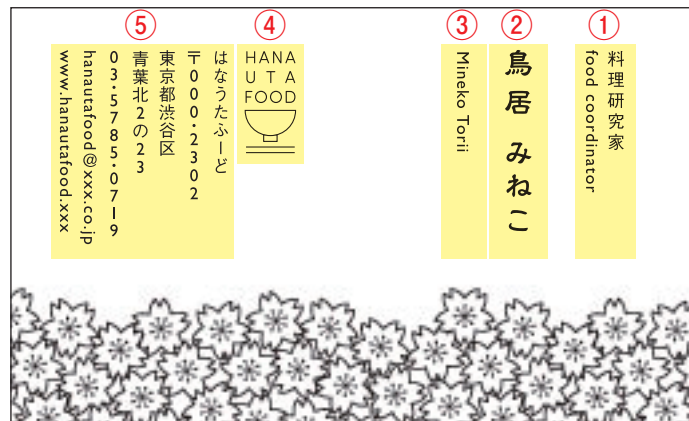 ①
料理研究家
food coordinator
②
鳥居 みねこ
③
Mineko Torii
④
HANA
UTA
FOOD
⑤
はなうたふーど
〒000・2302
東京都渋谷区
青葉北2の23
03・5785・0719
hanautafood@xxx.co.jp
www.hanautafood.xxx